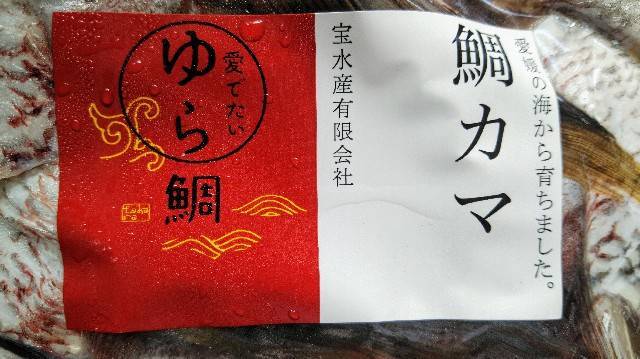 愛媛の海から育ちました。
鯛カマ
宝水産有限会社
愛でたい
ゆら
鯛